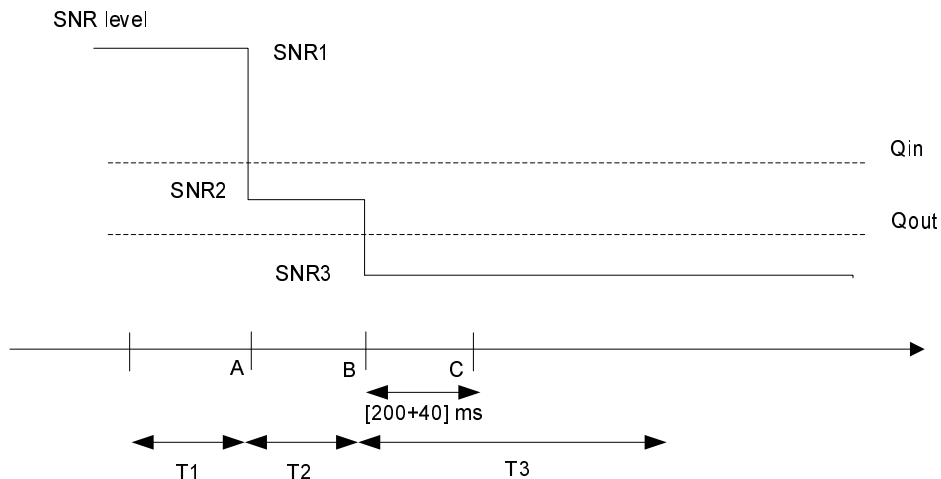 SNR level
SNR1
Qin
SNR2
Qout
SNR3
A
B
C
[200+40] ms
T1
T2
T3